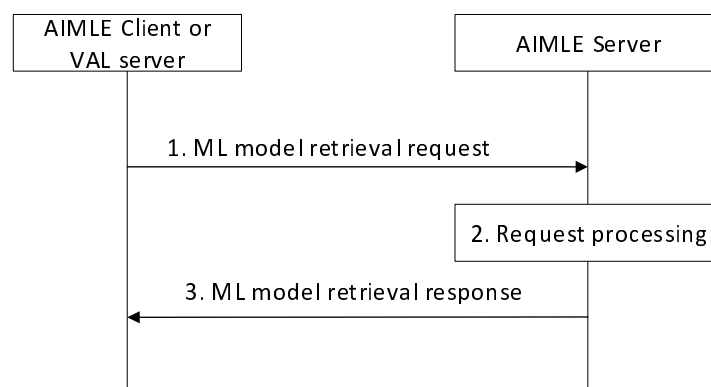 AIMLE Client or
VAL server
AIMLE Server
1. ML model retrieval request
2. Request processing
3. ML model retrieval response